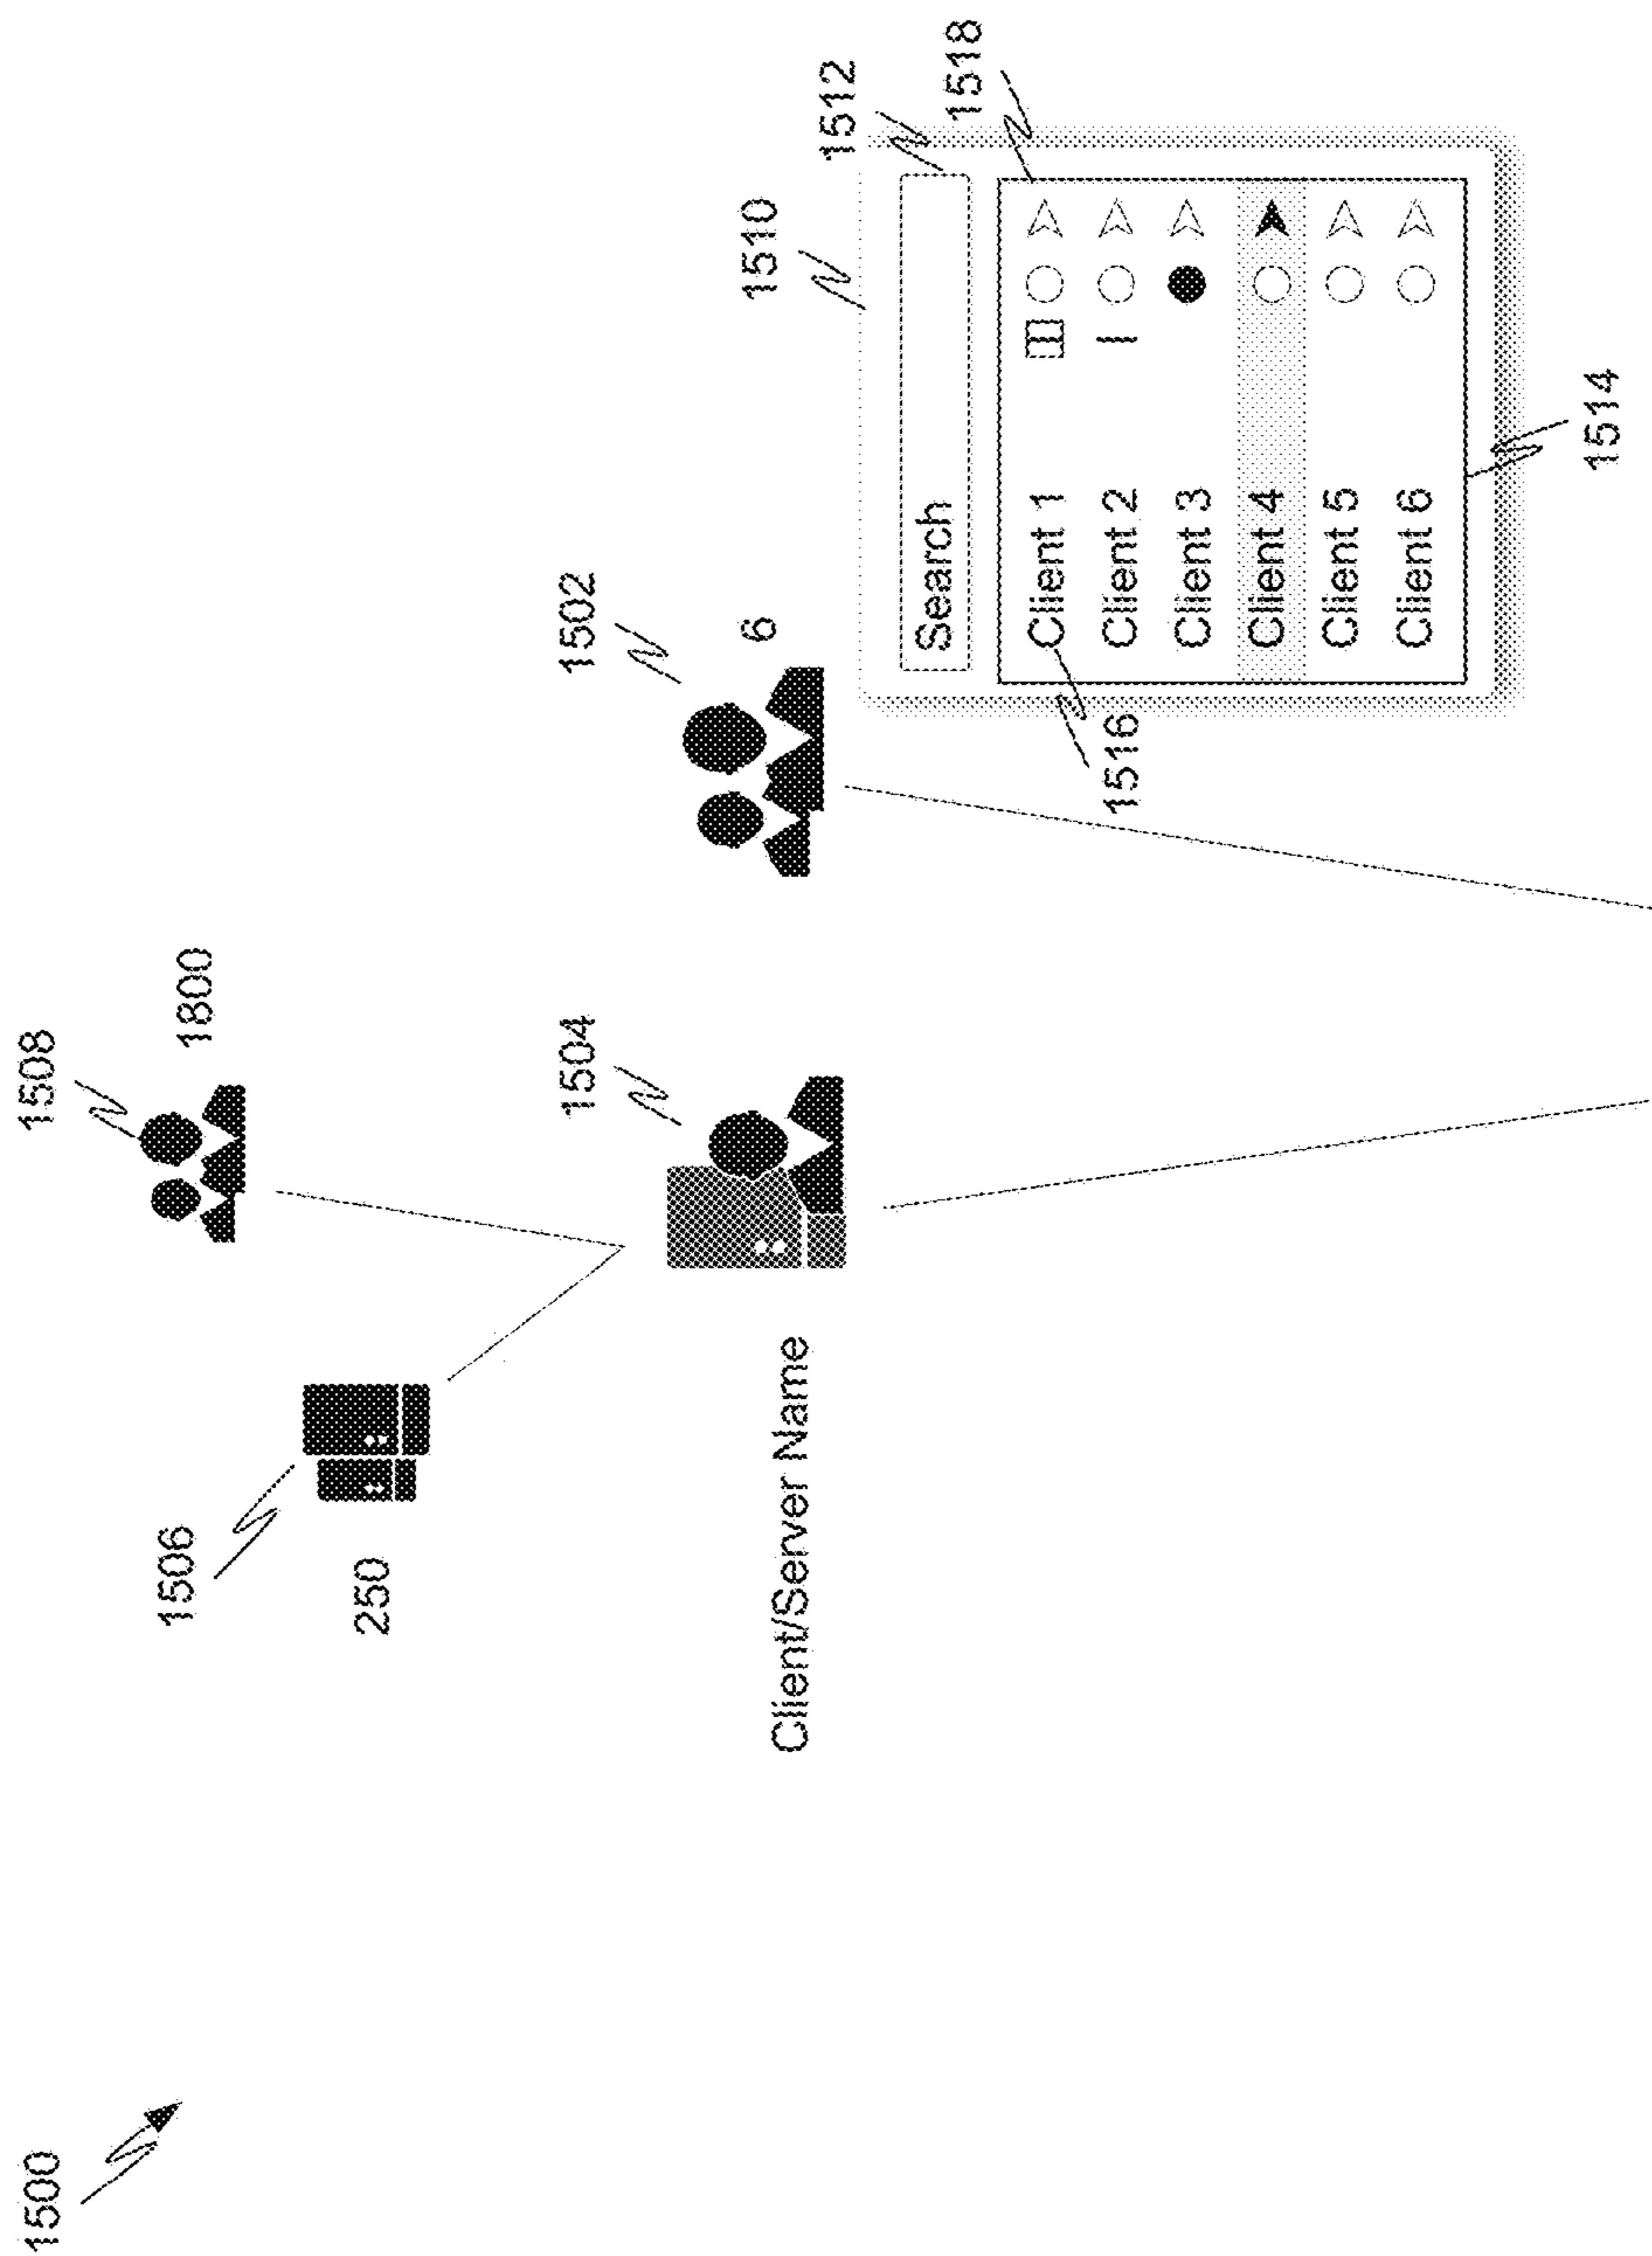 1500
1508
1800
1506
250
1504
1502
6
Client/Server Name
1510
1512
1518
Search
Client 1
Client 2
Client 3
Client 4
Client 5
Client 6
1516
1514